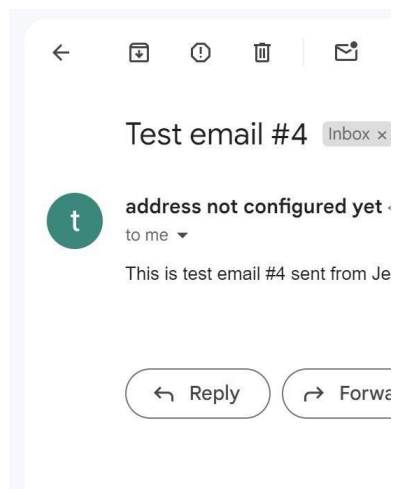 Test email #4 Inbox ×
t
address not configured yet
to me
This is test email #4 sent from
Reply